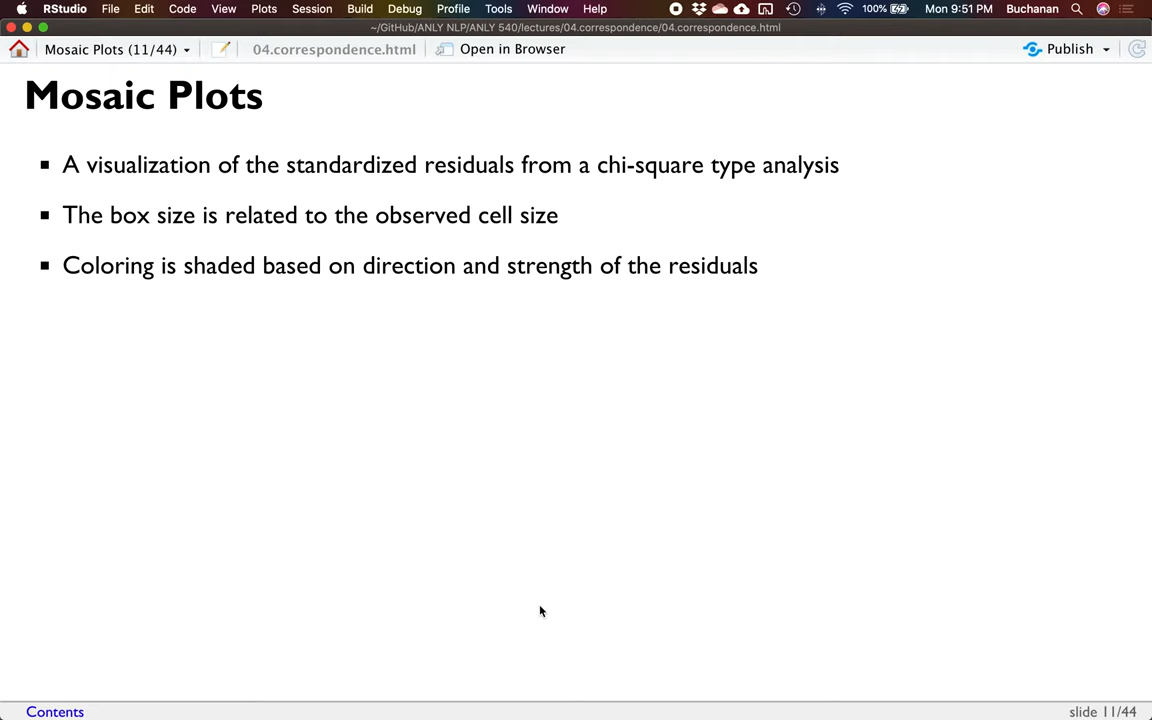 RStudio File Edit Code View Plots Session Build Debug Profile Tools Window Help 100% Mon 9:51 PM Buchanan
~/GitHub/ANLY NLP/ANLY 540/lectures/04.correspondence/04.correspondence.html
Mosaic Plots (11/44) 04.correspondence.html Open in Browser Publish
Mosaic Plots
A visualization of the standardized residuals from a chi-square type analysis
The box size is related to the observed cell size
Coloring is shaded based on direction and strength of the residuals
Contents slide 11/44